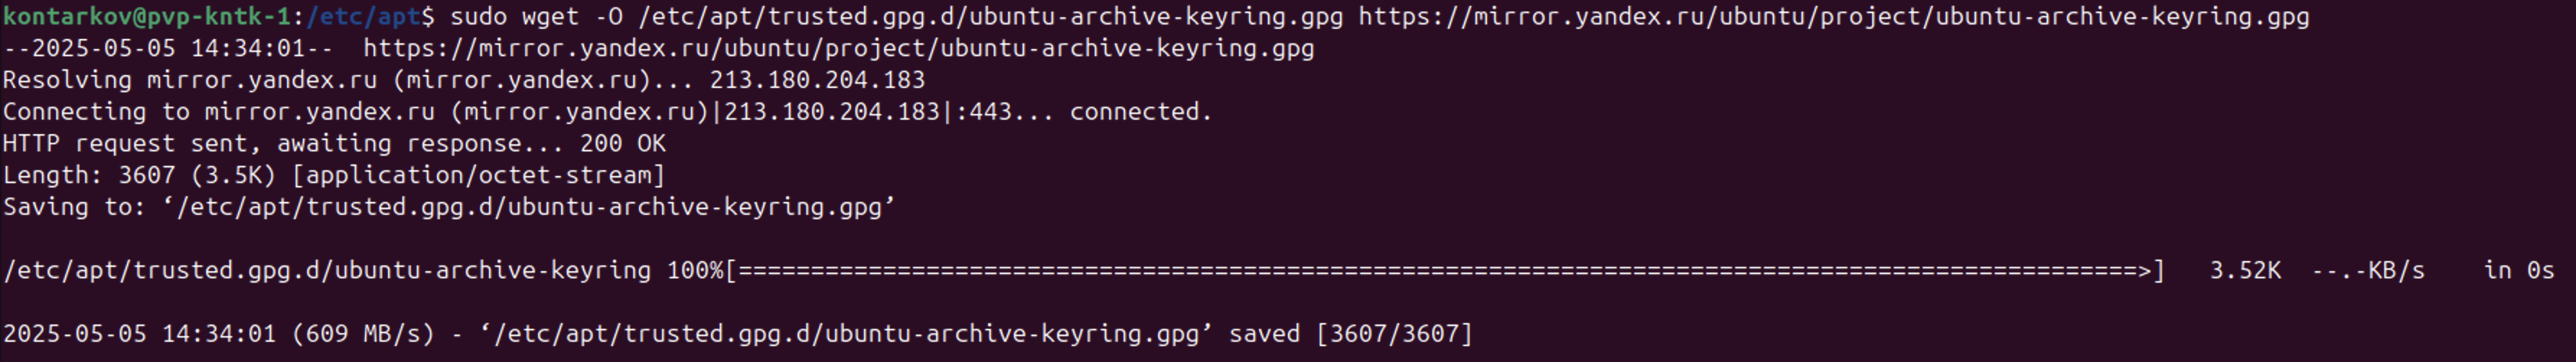 kontarkov@pvp-kntk-1:/etc/apt$ sudo wget -O /etc/apt/trusted.gpg.d/ubuntu-archive-keyring.gpg https://mirror.yandex.ru/ubuntu/project/ubuntu-archive-keyring.gpg
--2025-05-05 14:34:01--  https://mirror.yandex.ru/ubuntu/project/ubuntu-archive-keyring.gpg
Resolving mirror.yandex.ru (mirror.yandex.ru)... 213.180.204.183
Connecting to mirror.yandex.ru (mirror.yandex.ru)|213.180.204.183|:443... connected.
HTTP request sent, awaiting response... 200 OK
Length: 3607 (3.5K) [application/octet-stream]
Saving to: ‘/etc/apt/trusted.gpg.d/ubuntu-archive-keyring.gpg’
/etc/apt/trusted.gpg.d/ubuntu-archive-keyring 100%[=================================================================================================>]   3.52K  --.-KB/s    in 0s
2025-05-05 14:34:01 (609 MB/s) - ‘/etc/apt/trusted.gpg.d/ubuntu-archive-keyring.gpg’ saved [3607/3607]